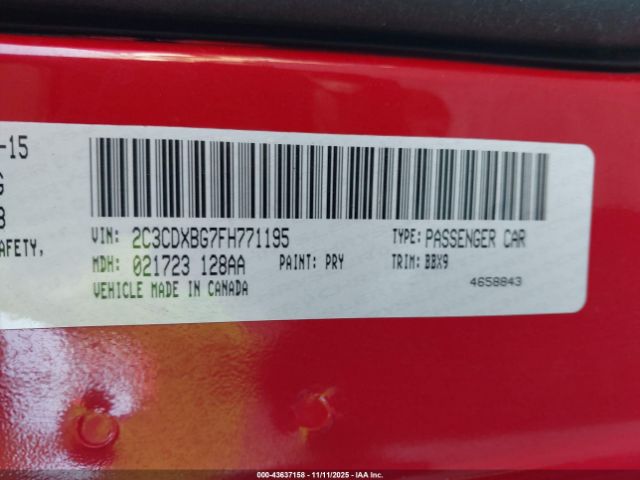 -15
G
8
AFETY,
VIN: 2C3CDXBG7FH771195 TYPE: PASSENGER CAR
MDH: 021723 128AA PAINT: PRY TRIM: BBX9
VEHICLE MADE IN CANADA 4658843
000-43637158 - 11/11/2025 - IAA Inc.